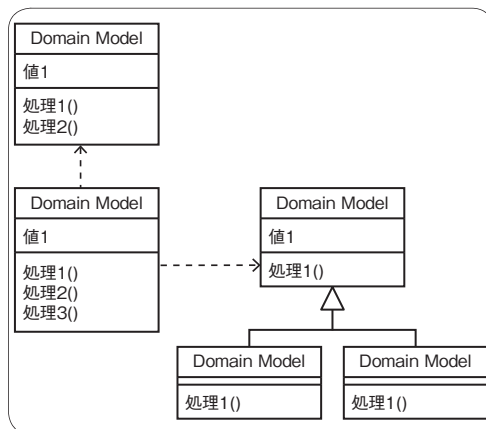 Domain Model
値1
処理1()
処理2()
Domain Model
値1
処理1()
処理2()
処理3()
Domain Model
値1
処理1()
Domain Model
処理1()
Domain Model
処理1()